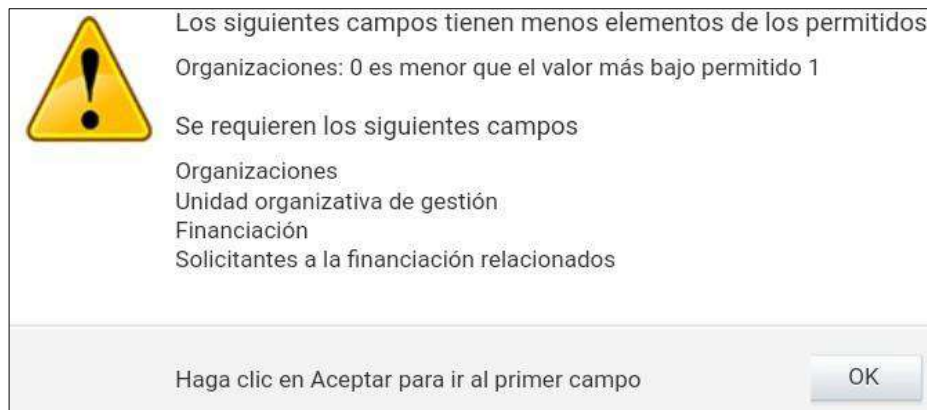 Los siguientes campos tienen menos elementos de los permitidos
Organizaciones: 0 es menor que el valor más bajo permitido 1
Se requieren los siguientes campos
Organizaciones
Unidad organizativa de gestión
Financiación
Solicitantes a la financiación relacionados
Haga clic en Aceptar para ir al primer campo
OK